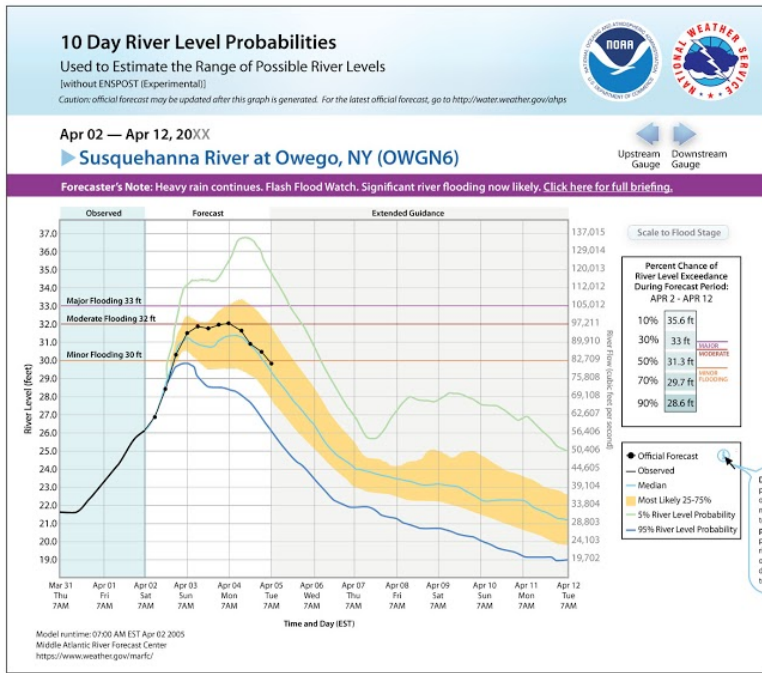 10 Day River Level Probabilities
Used to Estimate the Range of Possible River Levels
[without ENSPOST (Experimental)]
Caution: official forecast may be updated after this graph is generated. For the latest official forecast, go to http://water.weather.gov/ahps
NATIONAL OCEANIC AND ATMOSPHERIC ADMINISTRATION
NOAA
U.S. DEPARTMENT OF COMMERCE
NATIONAL WEATHER SERVICE
Apr 02 — Apr 12, 20XX
Susquehanna River at Owego, NY (OWGN6)
Upstream Gauge
Downstream Gauge
Forecaster's Note: Heavy rain continues. Flash Flood Watch. Significant river flooding now likely. Click here for full briefing.
Observed
Forecast
Extended Guidance
River Level (feet)
37.0
36.0
35.0
34.0
33.0
32.0
31.0
30.0
29.0
28.0
27.0
26.0
25.0
24.0
23.0
22.0
21.0
20.0
19.0
Major Flooding 33 ft
Moderate Flooding 32 ft
Minor Flooding 30 ft
137,015
129,014
120,013
112,012
105,012
97,211
89,910
82,709
75,808
69,108
62,607
56,406
50,406
44,605
39,104
33,804
28,803
24,103
19,702
River Flow (cubic feet per second)
Mar 31 Thu 7AM
Apr 01 Fri 7AM
Apr 02 Sat 7AM
Apr 03 Sun 7AM
Apr 04 Mon 7AM
Apr 05 Tue 7AM
Apr 06 Wed 7AM
Apr 07 Thu 7AM
Apr 08 Fri 7AM
Apr 09 Sat 7AM
Apr 10 Sun 7AM
Apr 11 Mon 7AM
Apr 12 Tue 7AM
Time and Day (EST)
Scale to Flood Stage
Percent Chance of
River Level Exceedance
During Forecast Period:
APR 2 - APR 12
10% 35.6 ft
30% 33 ft
MAJOR
MODERATE
50% 31.3 ft
MINOR
FLOODING
70% 29.7 ft
90% 28.6 ft
Official Forecast
Observed
Median
Most Likely 25-75%
5% River Level Probability
95% River Level Probability
Model runtime: 07:00 AM EST Apr 02 2005
Middle Atlantic River Forecast Center
https://www.weather.gov/marfc/